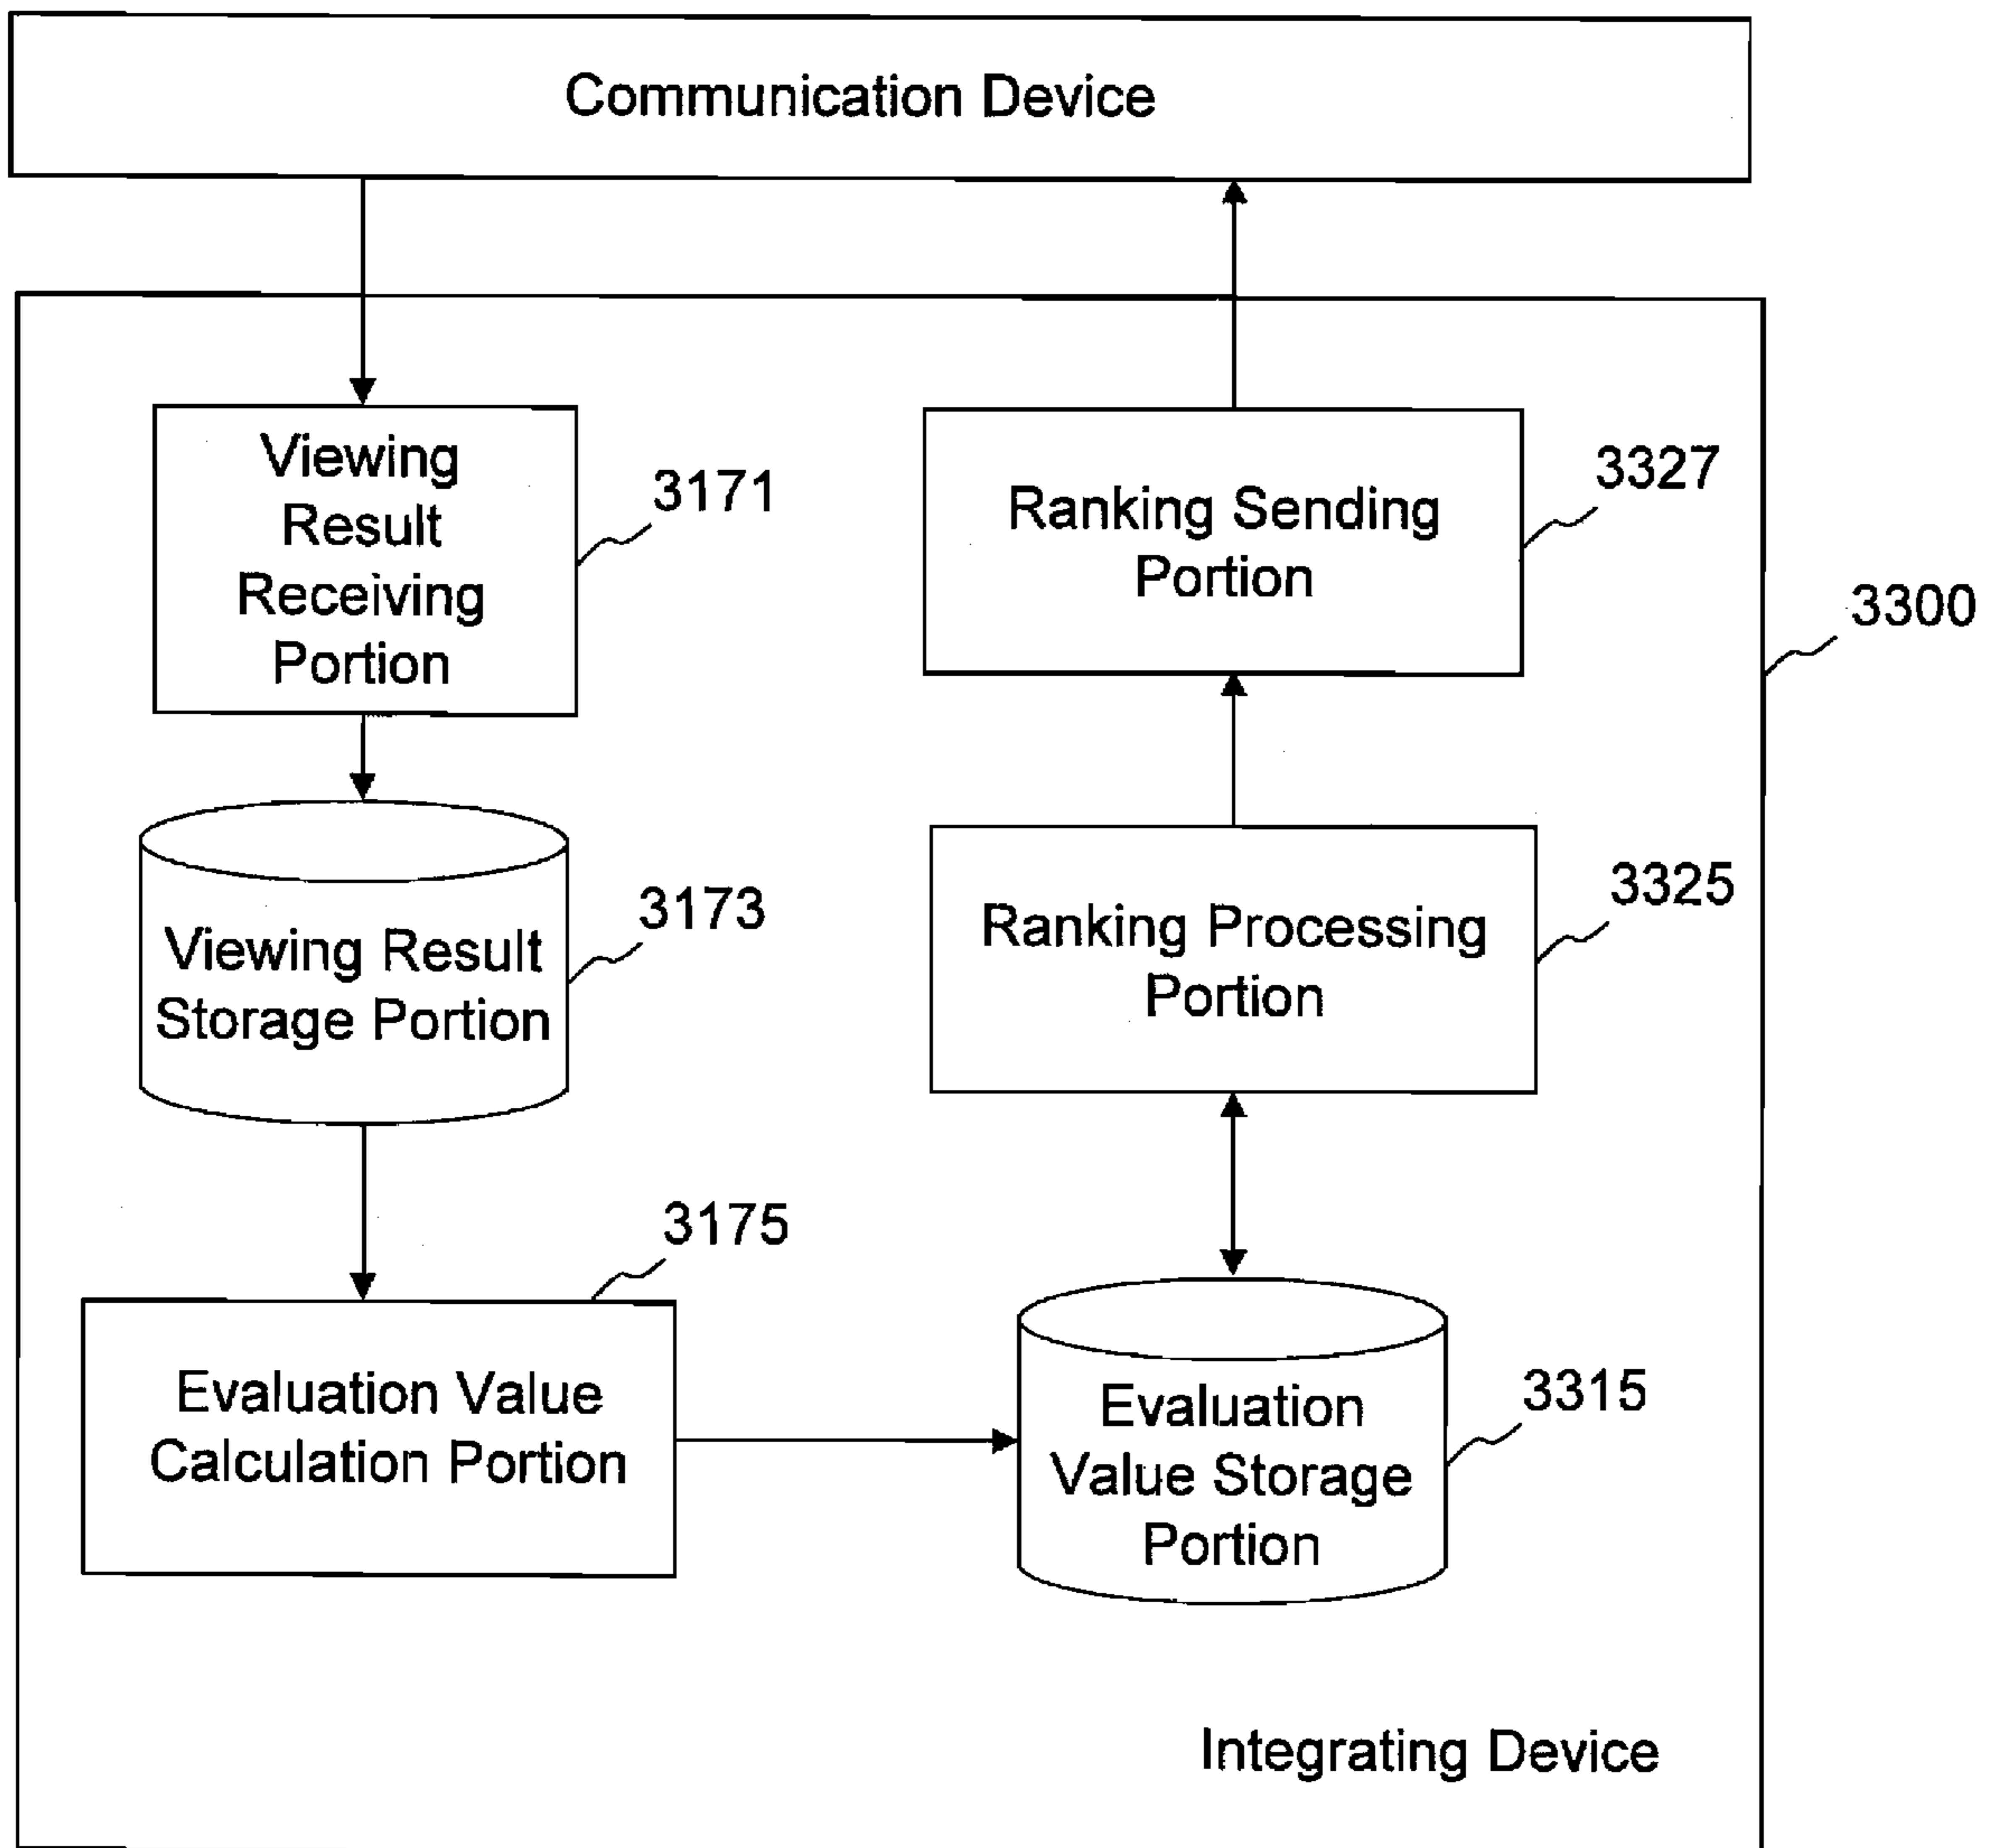 Communication Device
Viewing
Result
Receiving
Portion
3171
Ranking Sending
Portion
3327
3300
Viewing Result
Storage Portion
3173
Ranking Processing
Portion
3325
Evaluation Value
Calculation Portion
3175
Evaluation
Value Storage
Portion
3315
Integrating Device